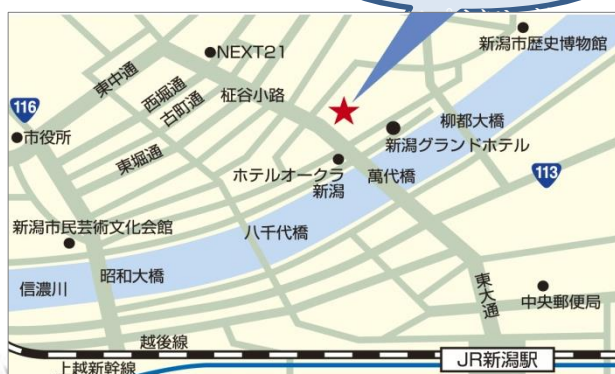 NEXT21
新潟市歴史博物館
東中通
西堀通
古町通
柾谷小路
116
市役所
東堀通
柳都大橋
新潟グランドホテル
ホテルオークラ
新潟
萬代橋
113
新潟市民芸術文化会館
八千代橋
信濃川
昭和大橋
東大通
中央郵便局
越後線
JR新潟駅
上越新幹線